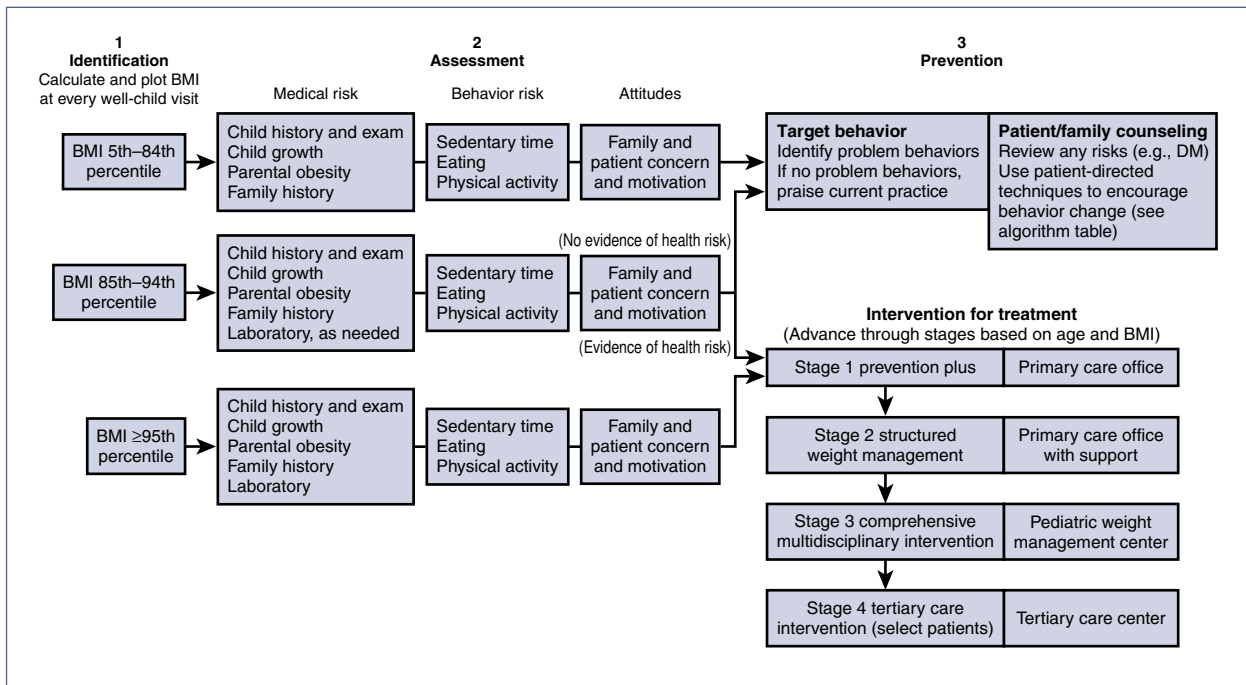 1
Identification
Calculate and plot BMI
at every well-child visit
2
Assessment
3
Prevention
Medical risk
Behavior risk
Attitudes
BMI 5th–84th
percentile
Child history and exam
Child growth
Parental obesity
Family history
Sedentary time
Eating
Physical activity
Family and
patient concern
and motivation
Target behavior
Identify problem behaviors
If no problem behaviors,
praise current practice
Patient/family counseling
Review any risks (e.g., DM)
Use patient-directed
techniques to encourage
behavior change (see
algorithm table)
(No evidence of health risk)
BMI 85th–94th
percentile
Child history and exam
Child growth
Parental obesity
Family history
Laboratory, as needed
Sedentary time
Eating
Physical activity
Family and
patient concern
and motivation
(Evidence of health risk)
Intervention for treatment
(Advance through stages based on age and BMI)
Stage 1 prevention plus
Primary care office
BMI ≥95th
percentile
Child history and exam
Child growth
Parental obesity
Family history
Laboratory
Sedentary time
Eating
Physical activity
Family and
patient concern
and motivation
Stage 2 structured
weight management
Primary care office
with support
Stage 3 comprehensive
multidisciplinary intervention
Pediatric weight
management center
Stage 4 tertiary care
intervention (select patients)
Tertiary care center